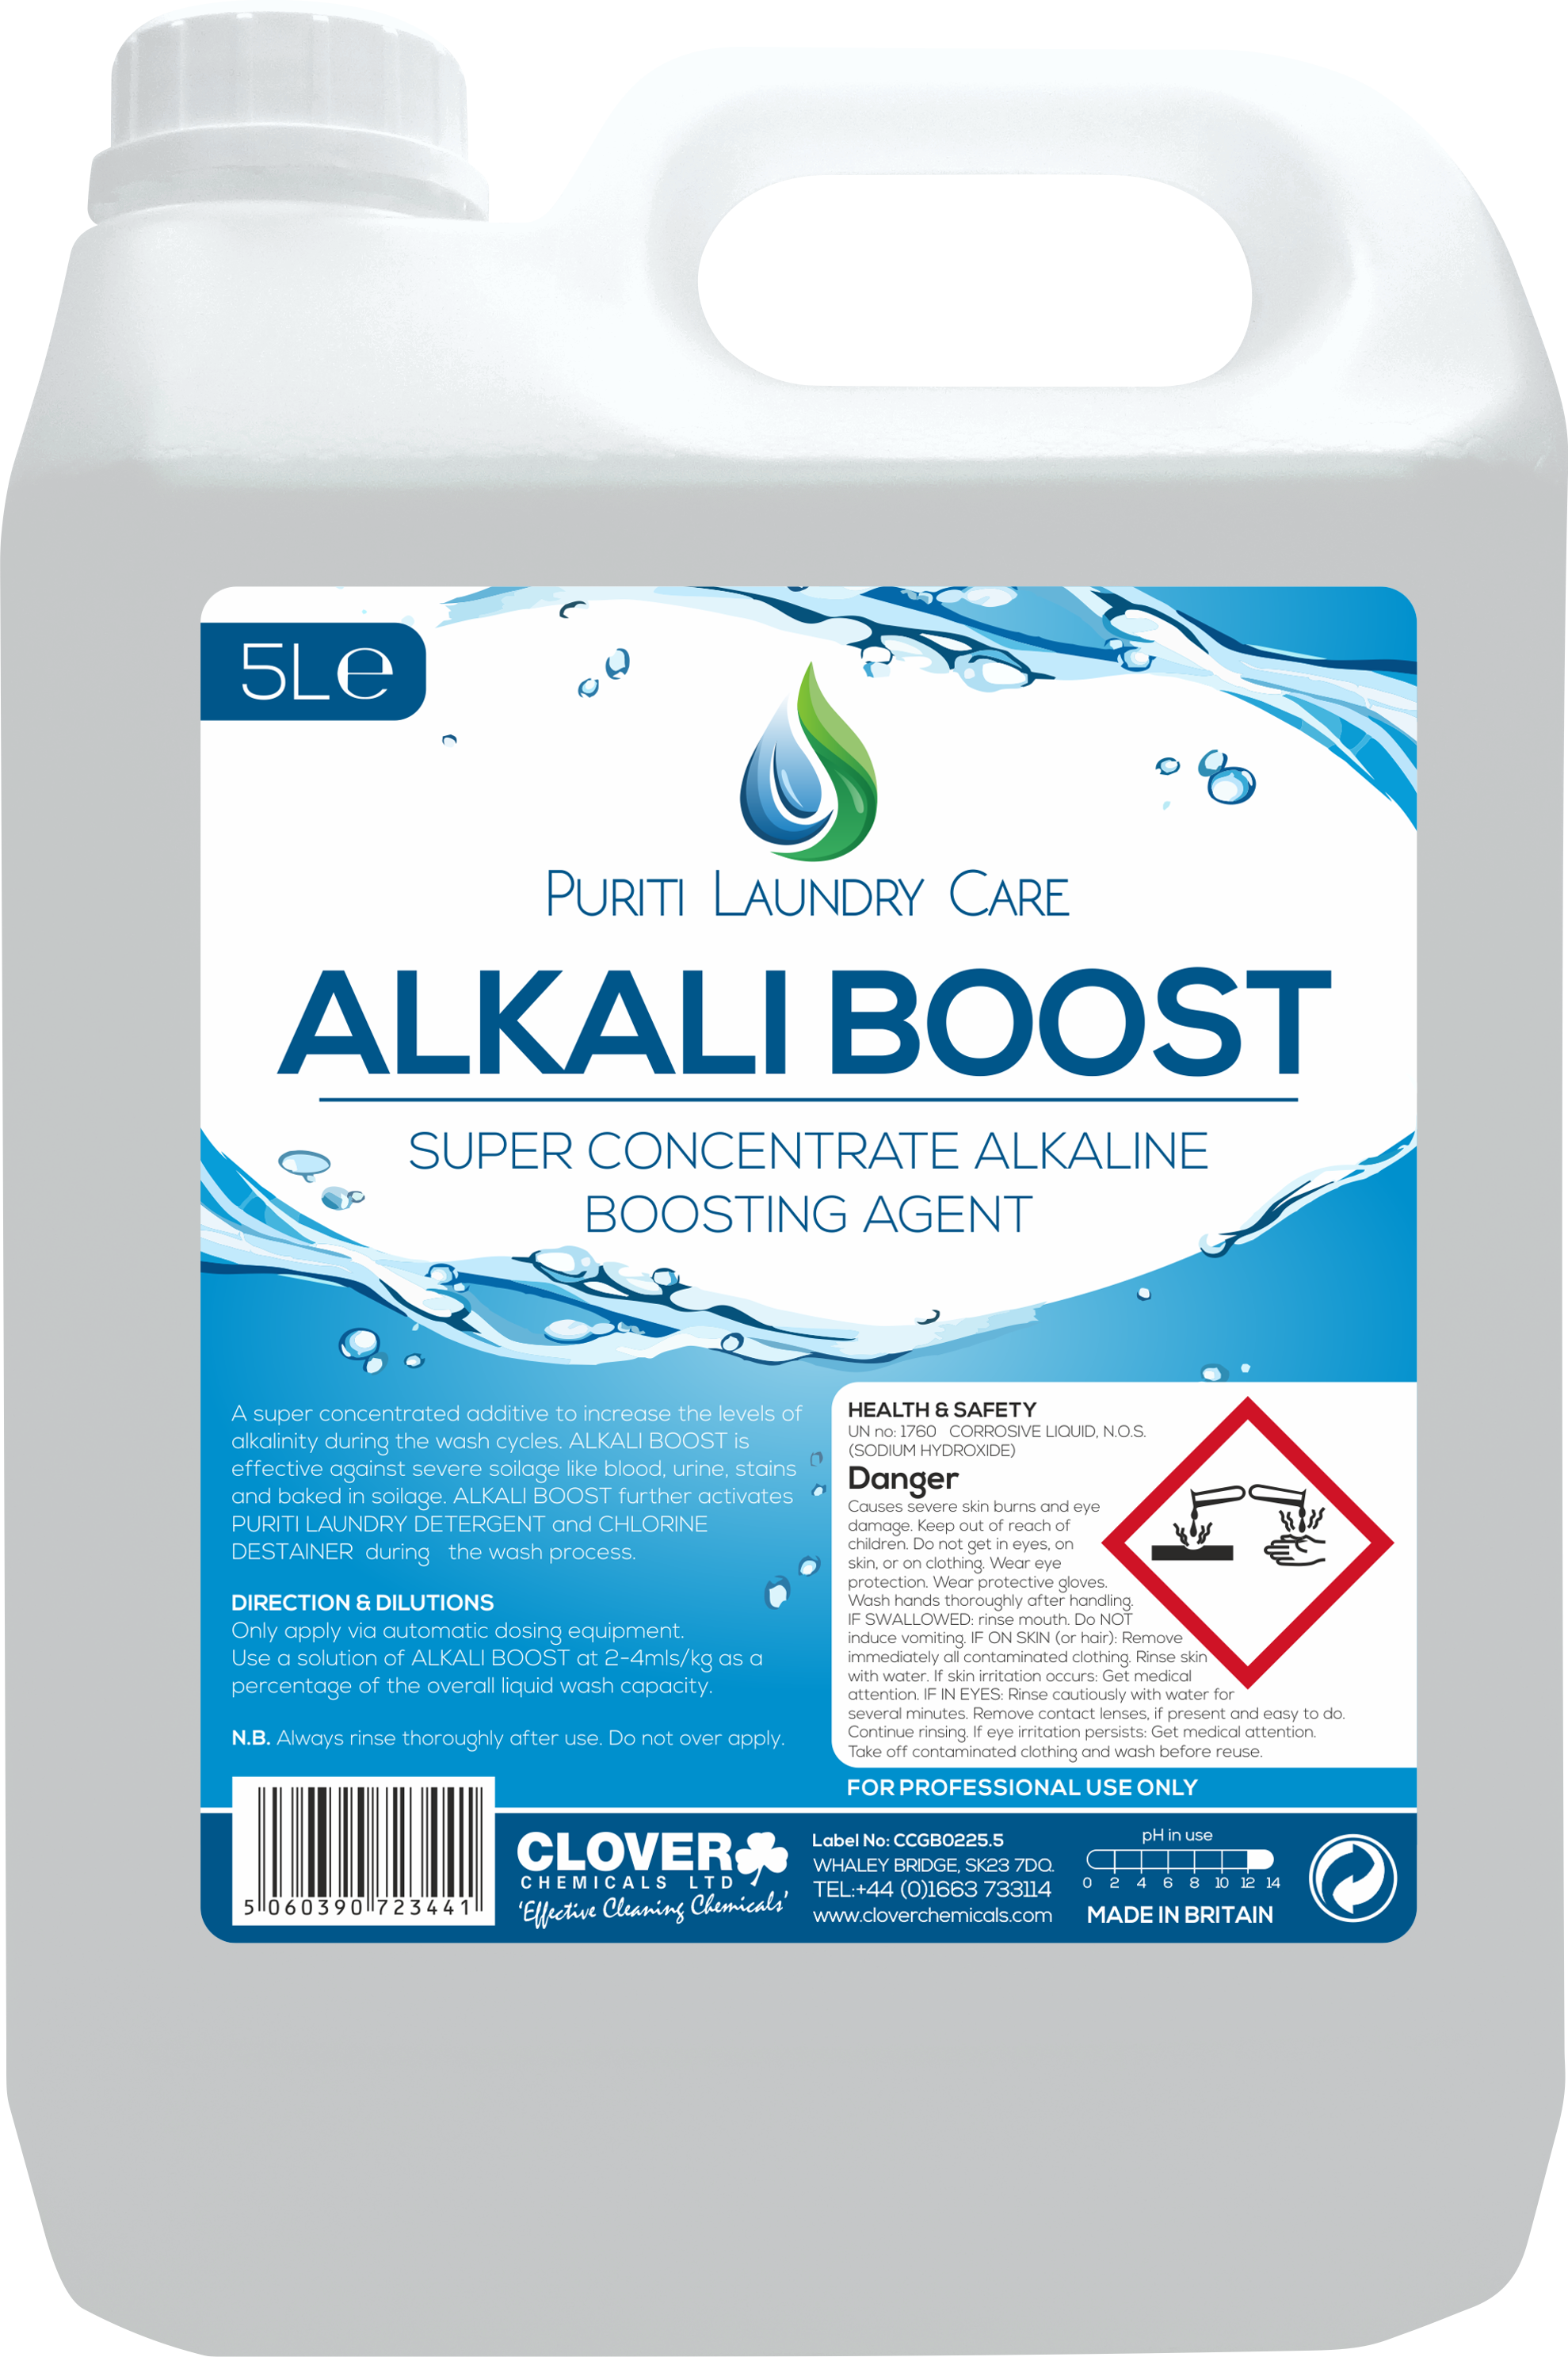 5L℮
PURITI LAUNDRY CARE
ALKALI BOOST
SUPER CONCENTRATE ALKALINE
BOOSTING AGENT
A super concentrated additive to increase the levels of
alkalinity during the wash cycles. ALKALI BOOST is
effective against severe soilage like blood, urine, stains
and baked in soilage. ALKALI BOOST further activates
PURITI LAUNDRY DETERGENT and CHLORINE
DESTAINER during the wash process.
DIRECTION & DILUTIONS
Only apply via automatic dosing equipment.
Use a solution of ALKALI BOOST at 2-4mls/kg as a
percentage of the overall liquid wash capacity.
N.B. Always rinse thoroughly after use. Do not over apply.
HEALTH & SAFETY
UN no: 1760 CORROSIVE LIQUID, N.O.S.
(SODIUM HYDROXIDE)
Danger
Causes severe skin burns and eye
damage. Keep out of reach of
children. Do not get in eyes, on
skin, or on clothing. Wear eye
protection. Wear protective gloves.
Wash hands thoroughly after handling.
IF SWALLOWED: rinse mouth. Do NOT
induce vomiting. IF ON SKIN (or hair): Remove
immediately all contaminated clothing. Rinse skin
with water. If skin irritation occurs: Get medical
attention. IF IN EYES: Rinse cautiously with water for
several minutes. Remove contact lenses, if present and easy to do.
Continue rinsing. If eye irritation persists: Get medical attention.
Take off contaminated clothing and wash before reuse.
FOR PROFESSIONAL USE ONLY
5 060390 723441
CLOVER
CHEMICALS LTD
'Effective Cleaning Chemicals'
Label No: CCGB0225.5
WHALEY BRIDGE, SK23 7DQ.
TEL:+44 (0)1663 733114
www.cloverchemicals.com
pH in use
0 2 4 6 8 10 12 14
MADE IN BRITAIN